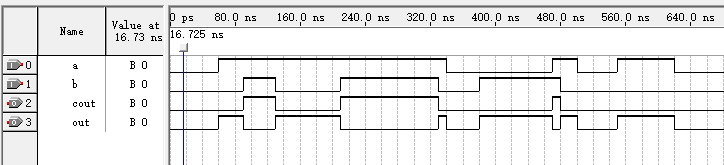 Name
Value at
16.73 ns
0 ps
80.0 ns
160.0 ns
240.0 ns
320.0 ns
400.0 ns
480.0 ns
560.0 ns
640.0 ns
16.725 ns
0
a
B 0
1
b
B 0
2
cout
B 0
3
out
B 0